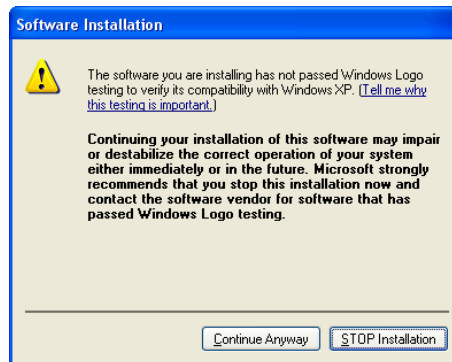 Software Installation
The software you are installing has not passed Windows Logo
testing to verify its compatibility with Windows XP. (Tell me why
this testing is important.)
Continuing your installation of this software may impair
or destabilize the correct operation of your system
either immediately or in the future. Microsoft strongly
recommends that you stop this installation now and
contact the software vendor for software that has
passed Windows Logo testing.
Continue Anyway STOP Installation